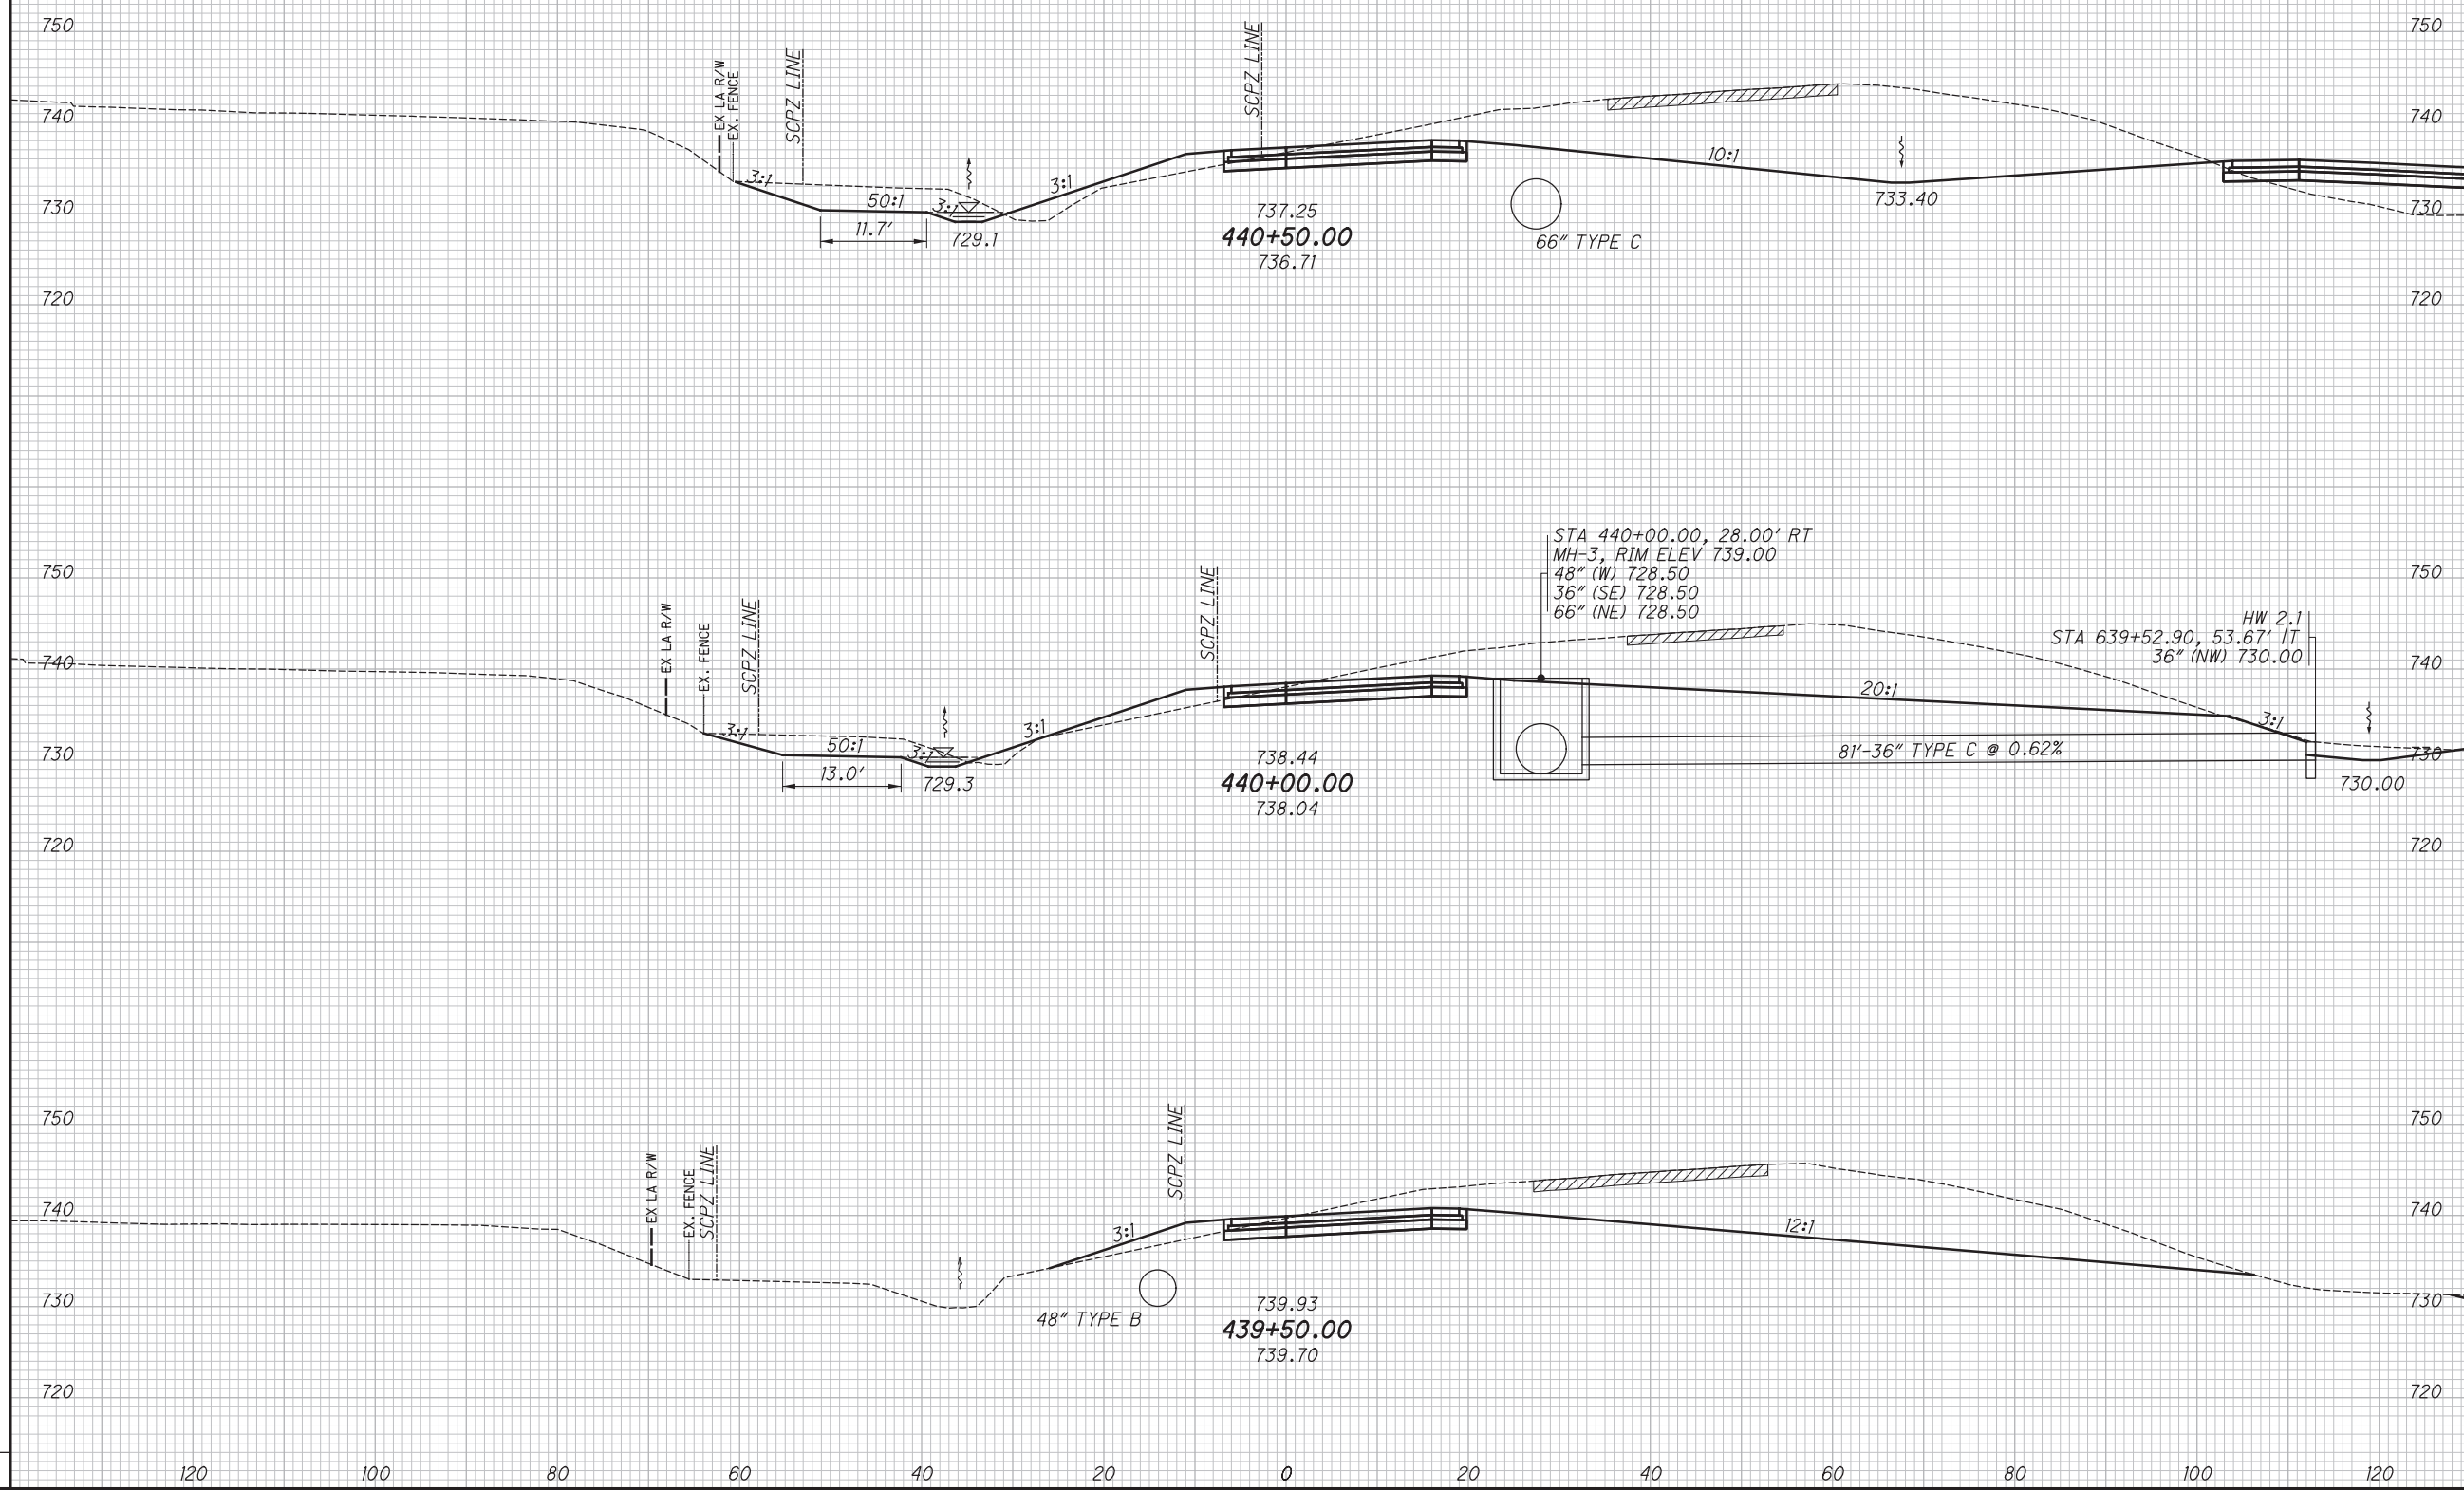 750
750
EX LA R/W
EX. FENCE
SCPZ LINE
SCPZ LINE
740
740
3:1
50:1
3:1
3:1
10:1
730
730
11.7'
729.1
737.25
440+50.00
736.71
66" TYPE C
733.40
720
720
STA 440+00.00, 28.00' RT
MH-3, RIM ELEV 739.00
48" (W) 728.50
36" (SE) 728.50
66" (NE) 728.50
750
750
EX LA R/W
EX. FENCE
SCPZ LINE
SCPZ LINE
HW 2.1
STA 639+52.90, 53.67' lT
36" (NW) 730.00
740
740
3:1
50:1
3:1
3:1
20:1
3:1
81'-36" TYPE C @ 0.62%
730
730
13.0'
729.3
738.44
440+00.00
738.04
730.00
720
720
750
750
EX LA R/W
EX. FENCE
SCPZ LINE
SCPZ LINE
740
740
3:1
12:1
730
730
48" TYPE B
739.93
439+50.00
739.70
720
720
120 100 80 60 40 20 0 20 40 60 80 100 120